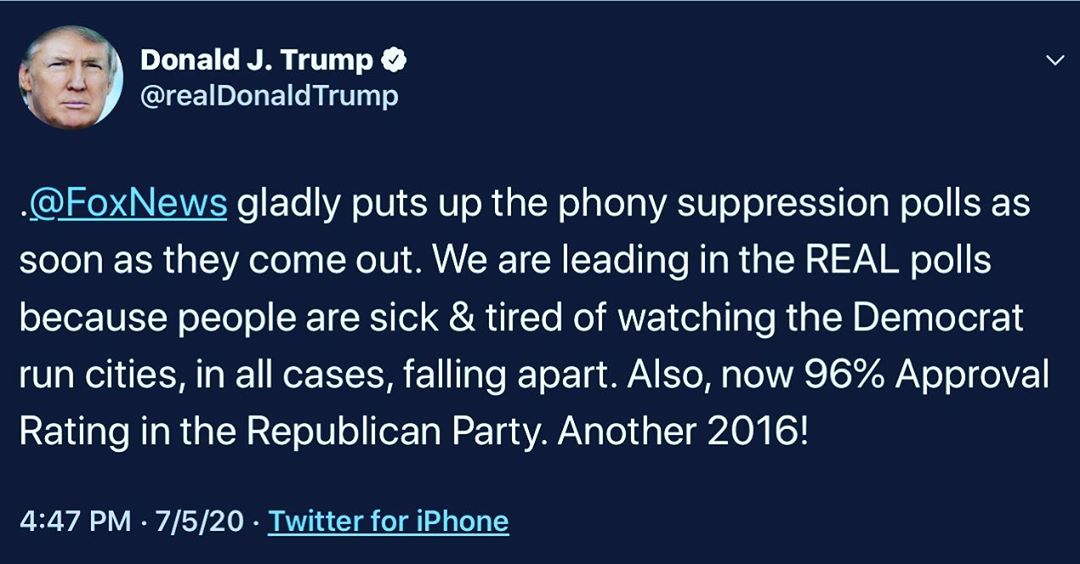 Donald J. Trump
@realDonaldTrump
.@FoxNews gladly puts up the phony suppression polls as
soon as they come out. We are leading in the REAL polls
because people are sick & tired of watching the Democrat
run cities, in all cases, falling apart. Also, now 96% Approval
Rating in the Republican Party. Another 2016!
4:47 PM · 7/5/20 · Twitter for iPhone